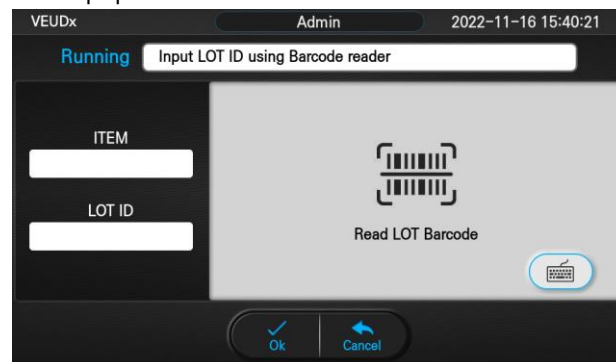 VEUDx
Admin
2022-11-16 15:40:21
Running
Input LOT ID using Barcode reader
ITEM
LOT ID
Read LOT Barcode
Ok
Cancel